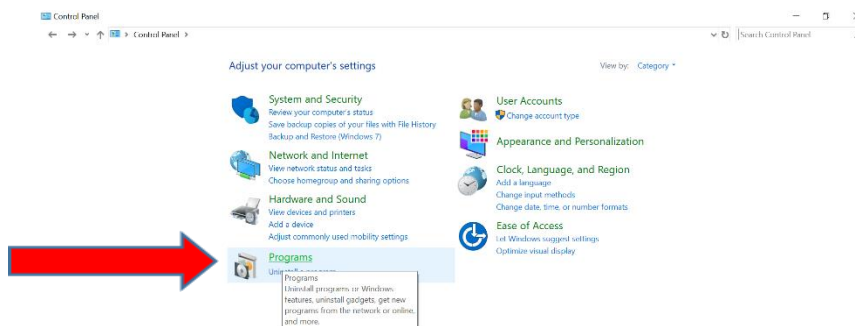 Control Panel
Control Panel
Search Control Panel
Adjust your computer's settings
View by: Category
System and Security
Review your computer's status
Save backup copies of your files with File History
Backup and Restore (Windows 7)
Network and Internet
View network status and tasks
Choose homegroup and sharing options
Hardware and Sound
View devices and printers
Add a device
Adjust commonly used mobility settings
Programs
Programs
Uninstall programs or Windows
features, uninstall gadgets, get new
programs from the network or online,
and more.
User Accounts
Change account type
Appearance and Personalization
Clock, Language, and Region
Add a language
Change input methods
Change date, time, or number formats
Ease of Access
Let Windows suggest settings
Optimize visual display